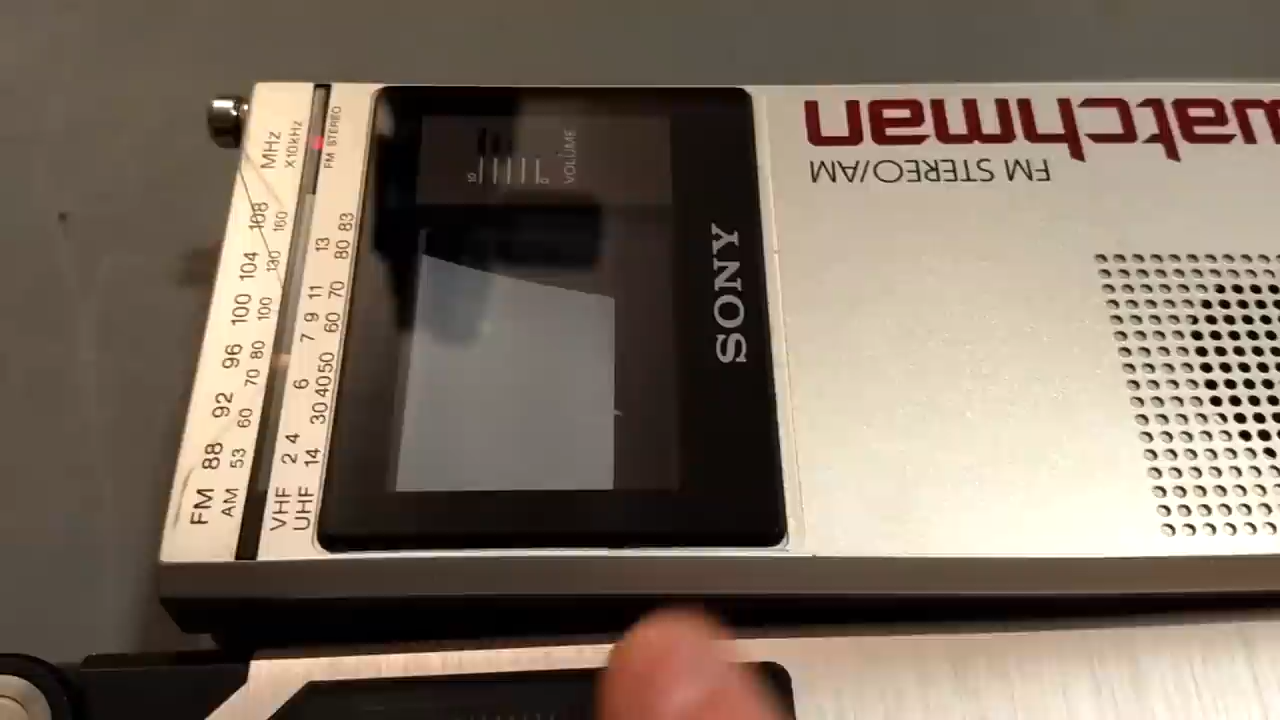 MHz
X10kHz
FM STEREO
FM 88 92 96 100 104 108
AM 53 60 70 80 100 130 160
VHF 2 4 6 7 9 11 13
UHF 14 30 40 50 60 70 80 83
10
0
VOLUME
SONY
watchman
FM STEREO/AM